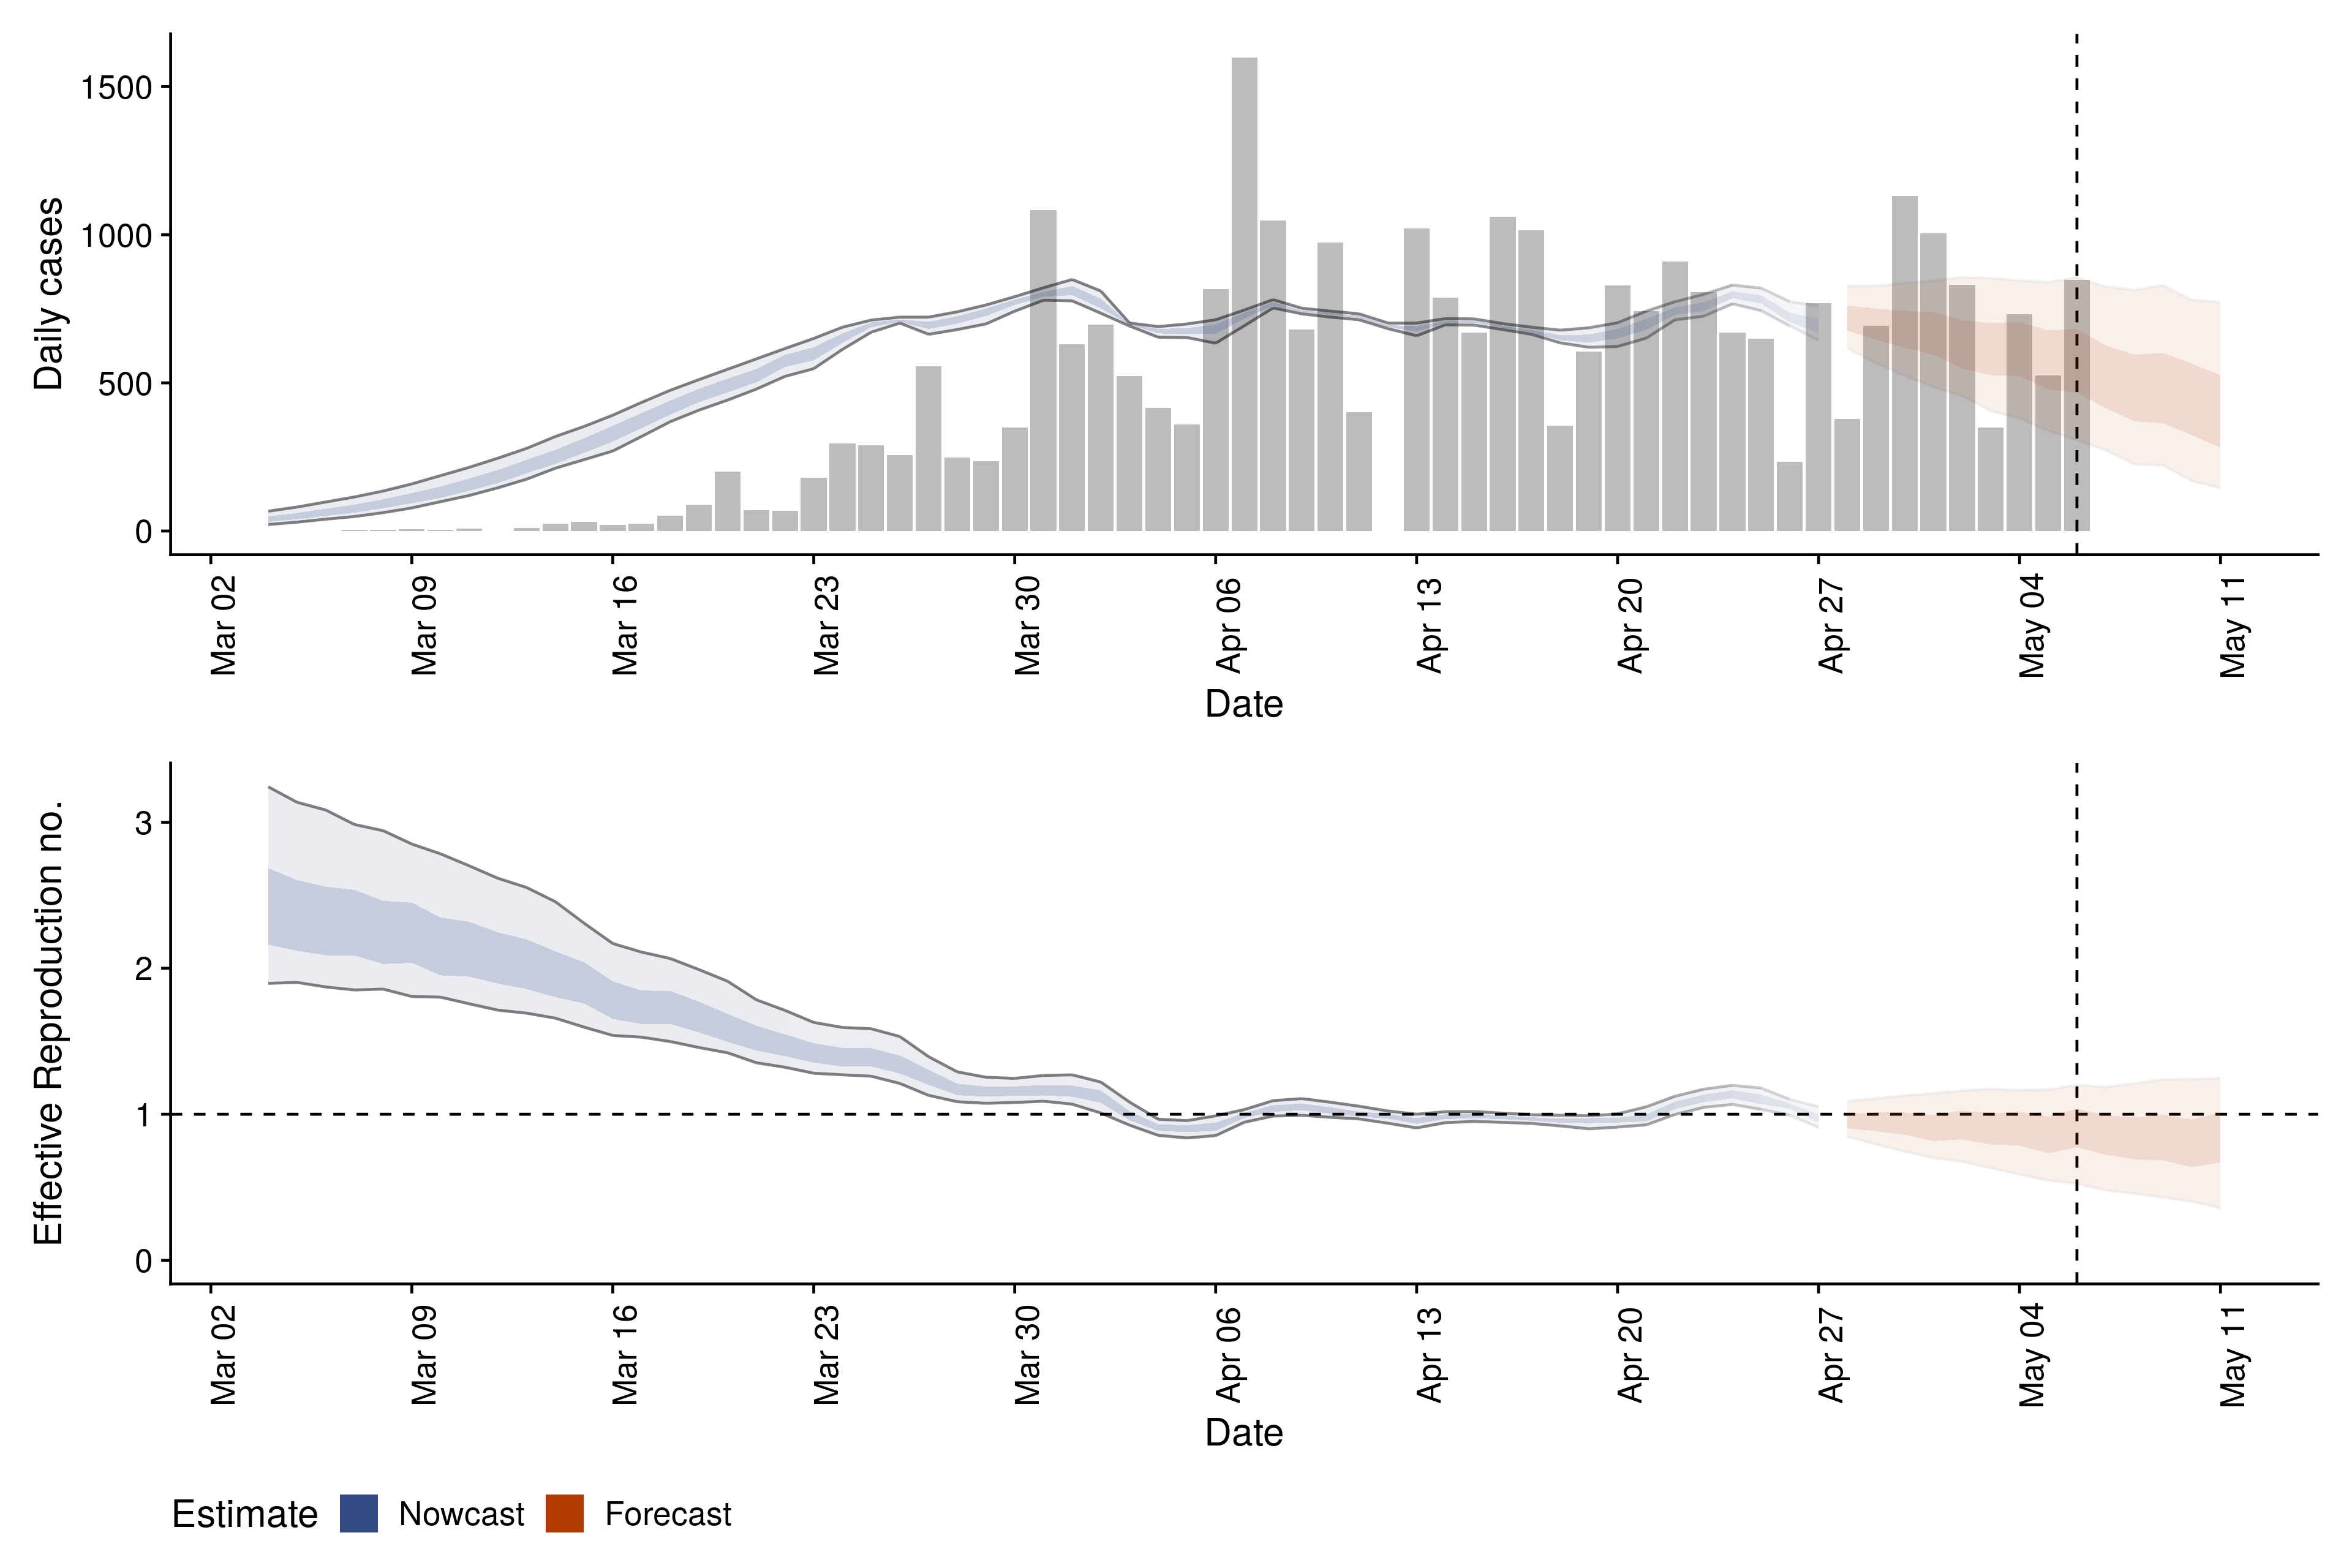 Daily cases
1500
1000
500
0
Mar 02
Mar 09
Mar 16
Mar 23
Mar 30
Apr 06
Apr 13
Apr 20
Apr 27
May 04
May 11
Date
Effective Reproduction no.
3
2
1
0
Mar 02
Mar 09
Mar 16
Mar 23
Mar 30
Apr 06
Apr 13
Apr 20
Apr 27
May 04
May 11
Date
Estimate Nowcast Forecast